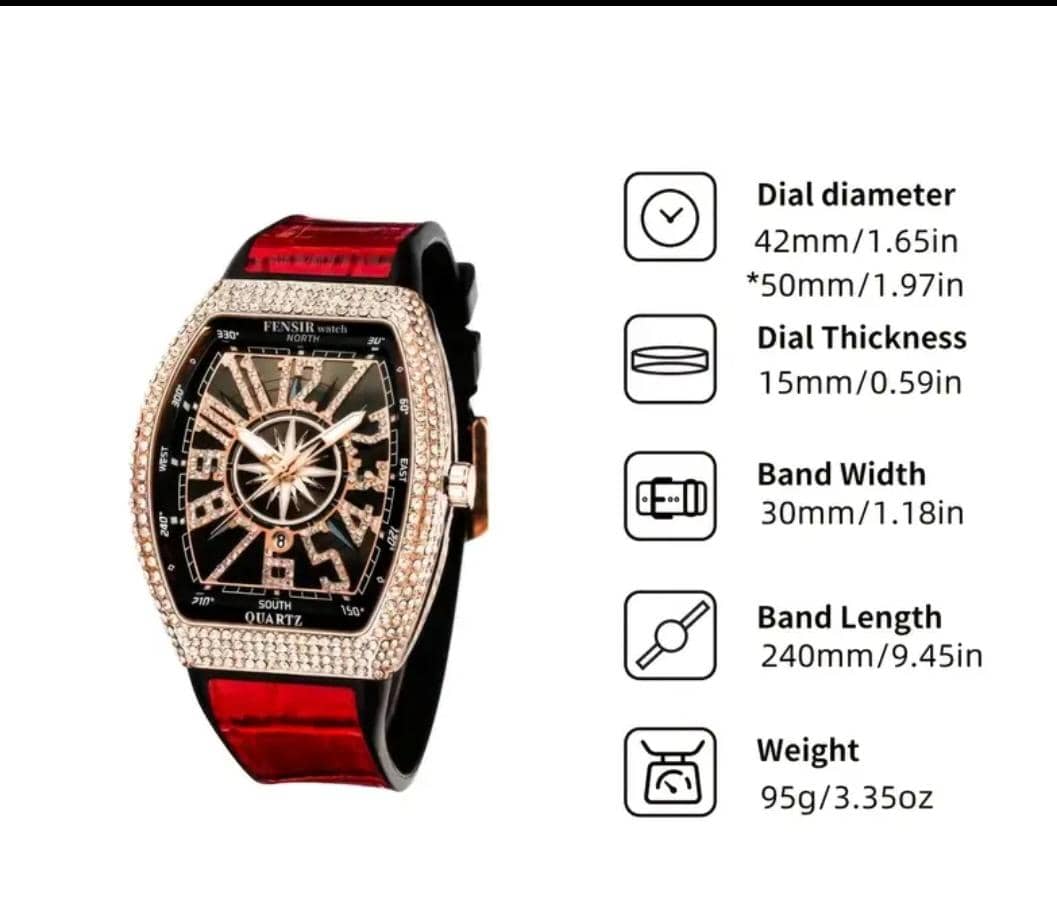 FENSIR watch
NORTH
330°
30°
300°
60°
WEST
EAST
240°
120°
8
210°
150°
SOUTH
QUARTZ
Dial diameter
42mm/1.65in
*50mm/1.97in
Dial Thickness
15mm/0.59in
Band Width
30mm/1.18in
Band Length
240mm/9.45in
Weight
95g/3.35oz